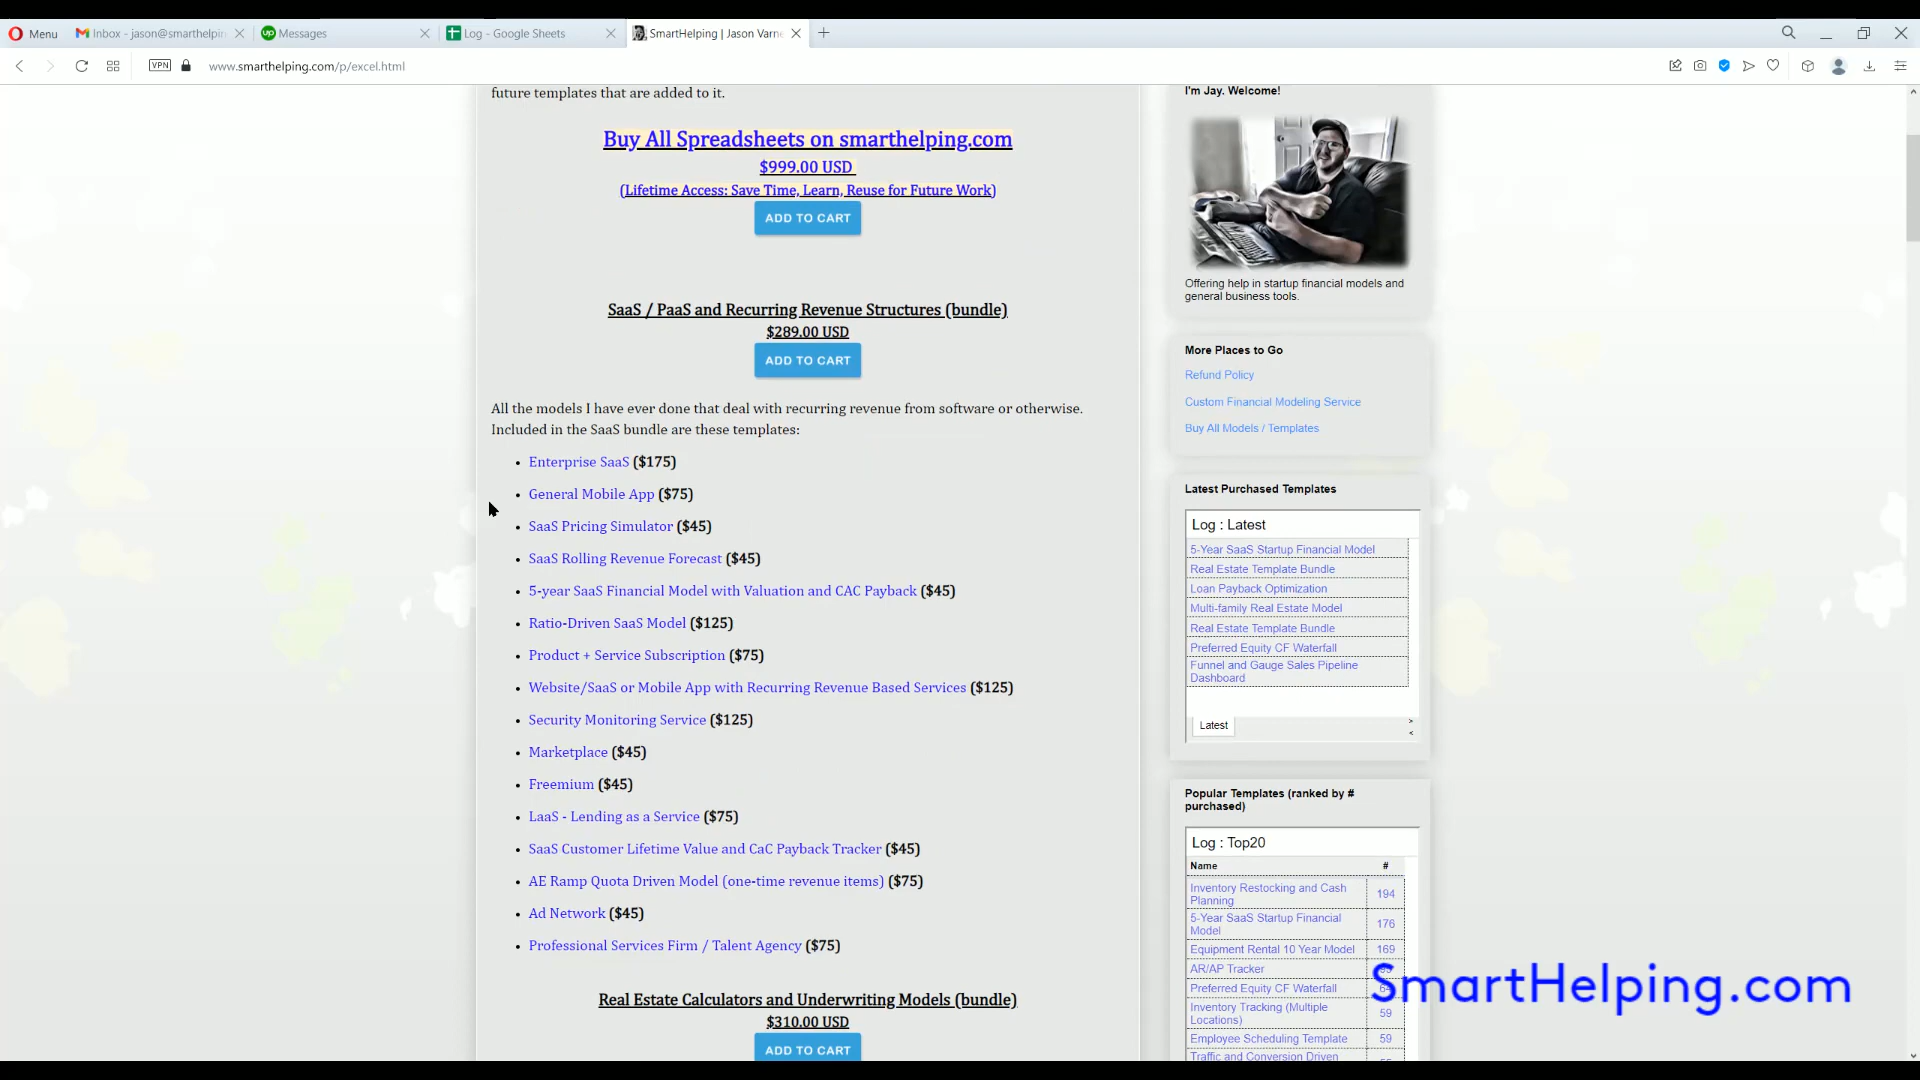 Menu
Inbox - jason@smarthelpin
Messages
Log - Google Sheets
SmartHelping | Jason Varne
VPN
www.smarthelping.com/p/excel.html
future templates that are added to it.
Buy All Spreadsheets on smarthelping.com
$999.00 USD
(Lifetime Access: Save Time, Learn, Reuse for Future Work)
ADD TO CART
SaaS / PaaS and Recurring Revenue Structures (bundle)
$289.00 USD
ADD TO CART
All the models I have ever done that deal with recurring revenue from software or otherwise.
Included in the SaaS bundle are these templates:
• Enterprise SaaS ($175)
• General Mobile App ($75)
• SaaS Pricing Simulator ($45)
• SaaS Rolling Revenue Forecast ($45)
• 5-year SaaS Financial Model with Valuation and CAC Payback ($45)
• Ratio-Driven SaaS Model ($125)
• Product + Service Subscription ($75)
• Website/SaaS or Mobile App with Recurring Revenue Based Services ($125)
• Security Monitoring Service ($125)
• Marketplace ($45)
• Freemium ($45)
• LaaS - Lending as a Service ($75)
• SaaS Customer Lifetime Value and CaC Payback Tracker ($45)
• AE Ramp Quota Driven Model (one-time revenue items) ($75)
• Ad Network ($45)
• Professional Services Firm / Talent Agency ($75)
Real Estate Calculators and Underwriting Models (bundle)
$310.00 USD
ADD TO CART
I'm Jay. Welcome!
Offering help in startup financial models and
general business tools.
More Places to Go
Refund Policy
Custom Financial Modeling Service
Buy All Models / Templates
Latest Purchased Templates
Log : Latest
5-Year SaaS Startup Financial Model
Real Estate Template Bundle
Loan Payback Optimization
Multi-family Real Estate Model
Real Estate Template Bundle
Preferred Equity CF Waterfall
Funnel and Gauge Sales Pipeline
Dashboard
Latest
Popular Templates (ranked by #
purchased)
Log : Top20
Name #
Inventory Restocking and Cash
Planning 194
5-Year SaaS Startup Financial
Model 176
Equipment Rental 10 Year Model 169
AR/AP Tracker
Preferred Equity CF Waterfall
Inventory Tracking (Multiple
Locations) 59
Employee Scheduling Template 59
Traffic and Conversion Driven
SmartHelping.com